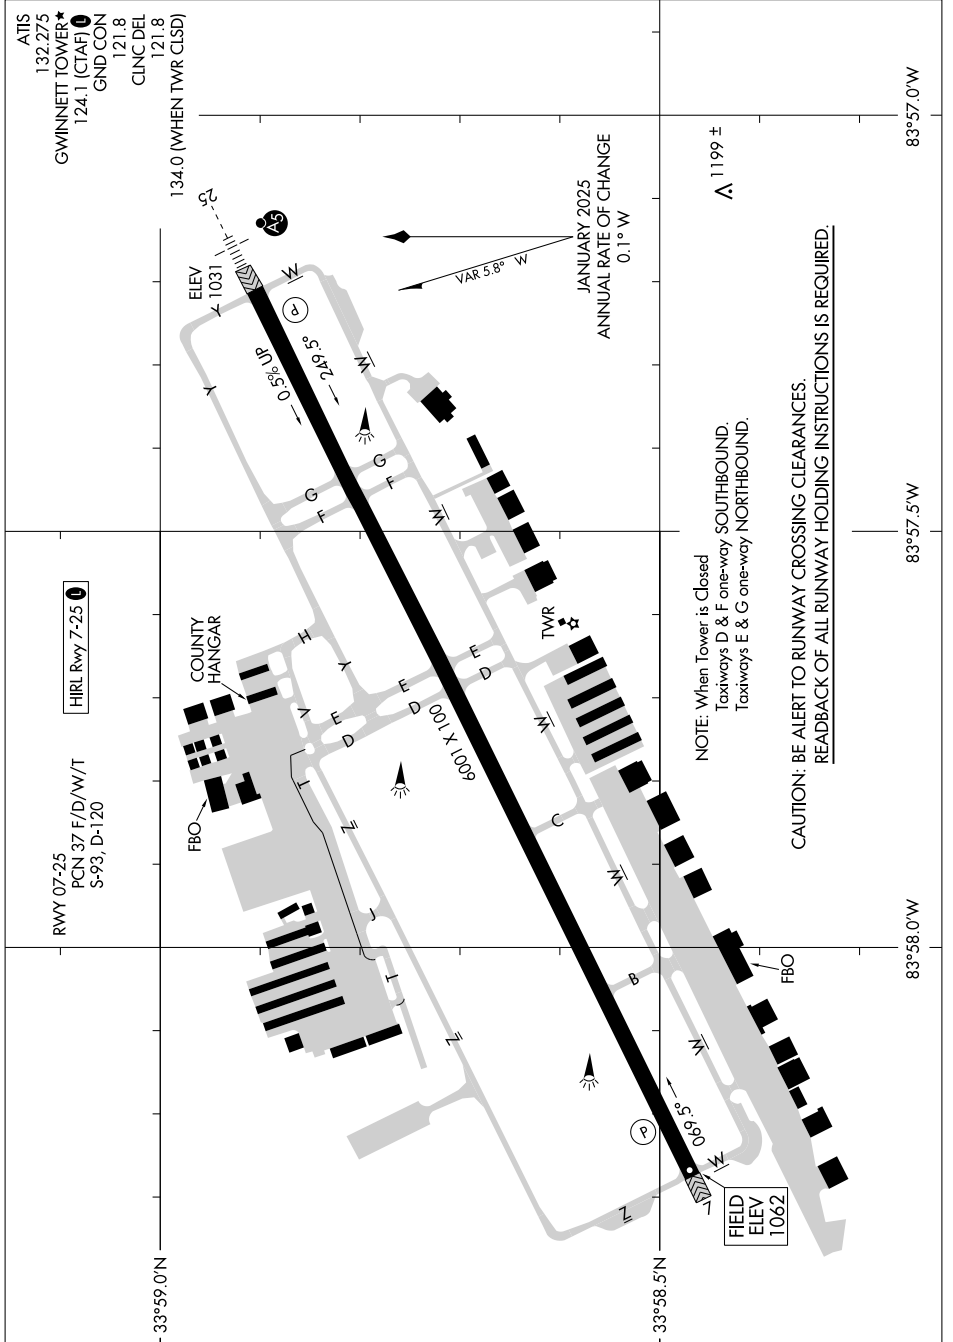 ATIS
132.275
GWINNETT TOWER★
124.1 (CTAF) L
GND CON
121.8
CLNC DEL
121.8
134.0 (WHEN TWR CLSD)
HIRL Rwy 7-25 L
RWY 07-25
PCN 37 F/D/W/T
S-93, D-120
33°59.0'N
33°58.5'N
83°57.0'W
83°57.5'W
83°58.0'W
25
A5
ELEV
1031
Y
Y
W
P
0.5% UP
249.5°
W
G
F
G
F
W
H
Y
COUNTY
HANGAR
A
E
D
E
D
E
D
6001 X 100
TWR
W
FBO
T
Z
C
W
J
I
Z
B
W
FBO
P
069.5°
W
Z
7
FIELD
ELEV
1062
VAR 5.8° W
JANUARY 2025
ANNUAL RATE OF CHANGE
0.1° W
1199 ±
NOTE: When Tower is Closed
Taxiways D & F one-way SOUTHBOUND.
Taxiways E & G one-way NORTHBOUND.
CAUTION: BE ALERT TO RUNWAY CROSSING CLEARANCES.
READBACK OF ALL RUNWAY HOLDING INSTRUCTIONS IS REQUIRED.